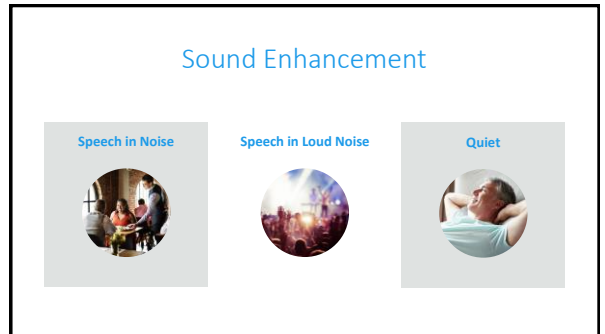 Sound Enhancement
Speech in Noise
Speech in Loud Noise
Quiet